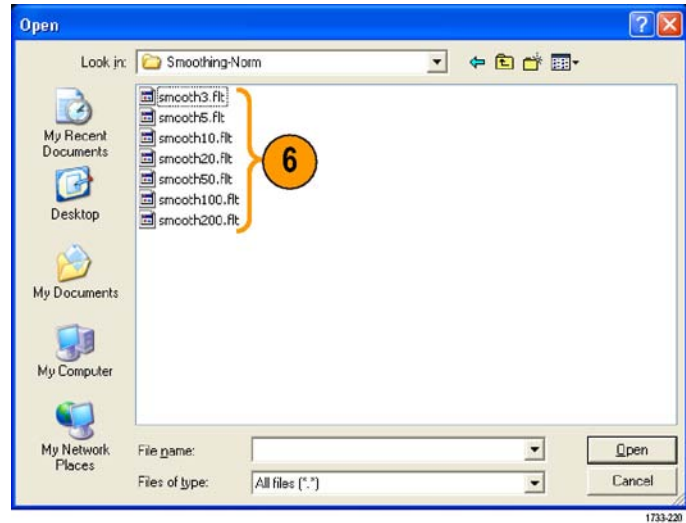 Open
Look in:
Smoothing-Norm
My Recent
Documents
Desktop
My Documents
My Computer
My Network
Places
smooth3.flt
smooth5.flt
smooth10.flt
smooth20.flt
smooth50.flt
smooth100.flt
smooth200.flt
6
File name:
Open
Files of type:
All files (*.*)
Cancel
1733-220